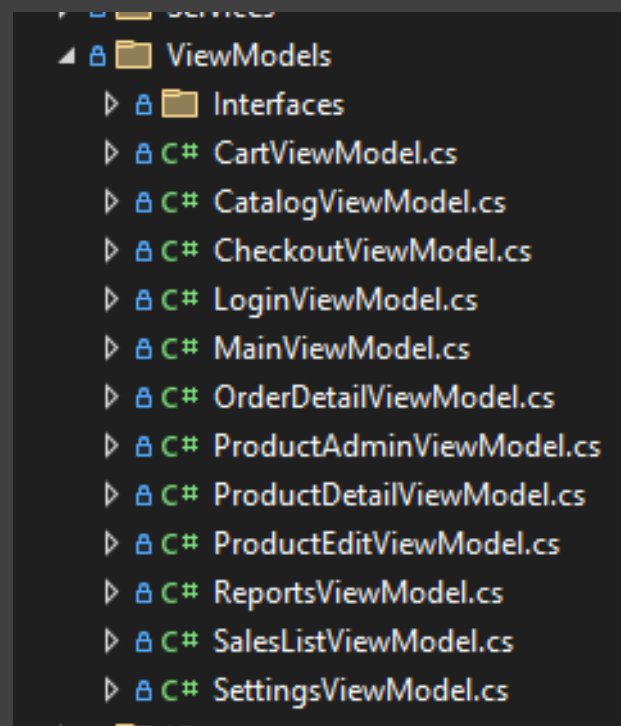 Services
ViewModels
Interfaces
C# CartViewModel.cs
C# CatalogViewModel.cs
C# CheckoutViewModel.cs
C# LoginViewModel.cs
C# MainViewModel.cs
C# OrderDetailViewModel.cs
C# ProductAdminViewModel.cs
C# ProductDetailViewModel.cs
C# ProductEditViewModel.cs
C# ReportsViewModel.cs
C# SalesListViewModel.cs
C# SettingsViewModel.cs